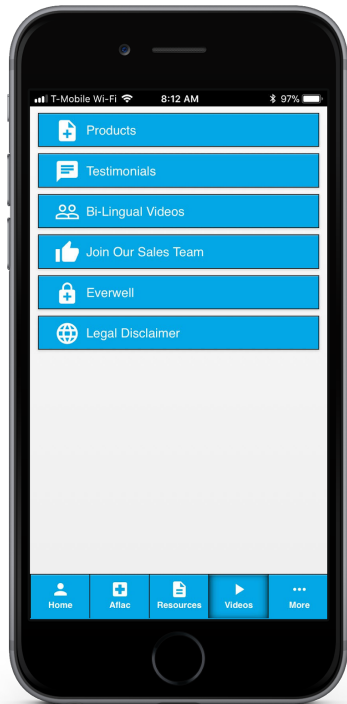 T-Mobile Wi-Fi 8:12 AM 97%
Products
Testimonials
Bi-Lingual Videos
Join Our Sales Team
Everwell
Legal Disclaimer
Home Aflac Resources Videos More